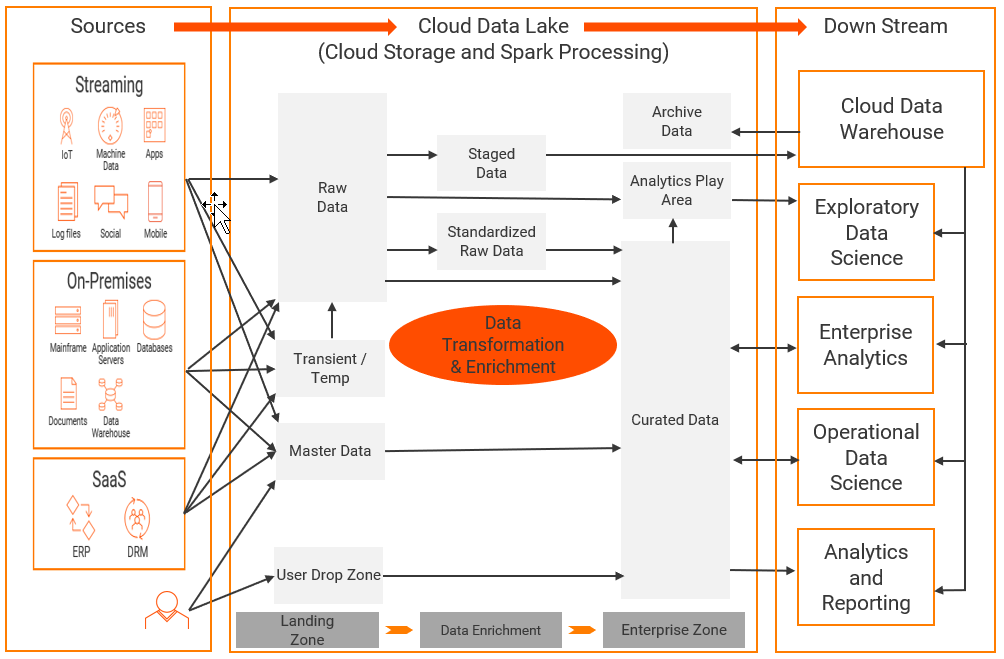 Sources
Cloud Data Lake
(Cloud Storage and Spark Processing)
Down Stream
Streaming
IoT
Machine
Data
Apps
Log files
Social
Mobile
On-Premises
Mainframe
Application
Servers
Databases
Documents
Data
Warehouse
SaaS
ERP
DRM
Raw
Data
Transient /
Temp
Master Data
User Drop Zone
Landing
Zone
Staged
Data
Standardized
Raw Data
Data
Transformation
& Enrichment
Data Enrichment
Archive
Data
Analytics Play
Area
Curated Data
Enterprise Zone
Cloud Data
Warehouse
Exploratory
Data
Science
Enterprise
Analytics
Operational
Data
Science
Analytics
and
Reporting